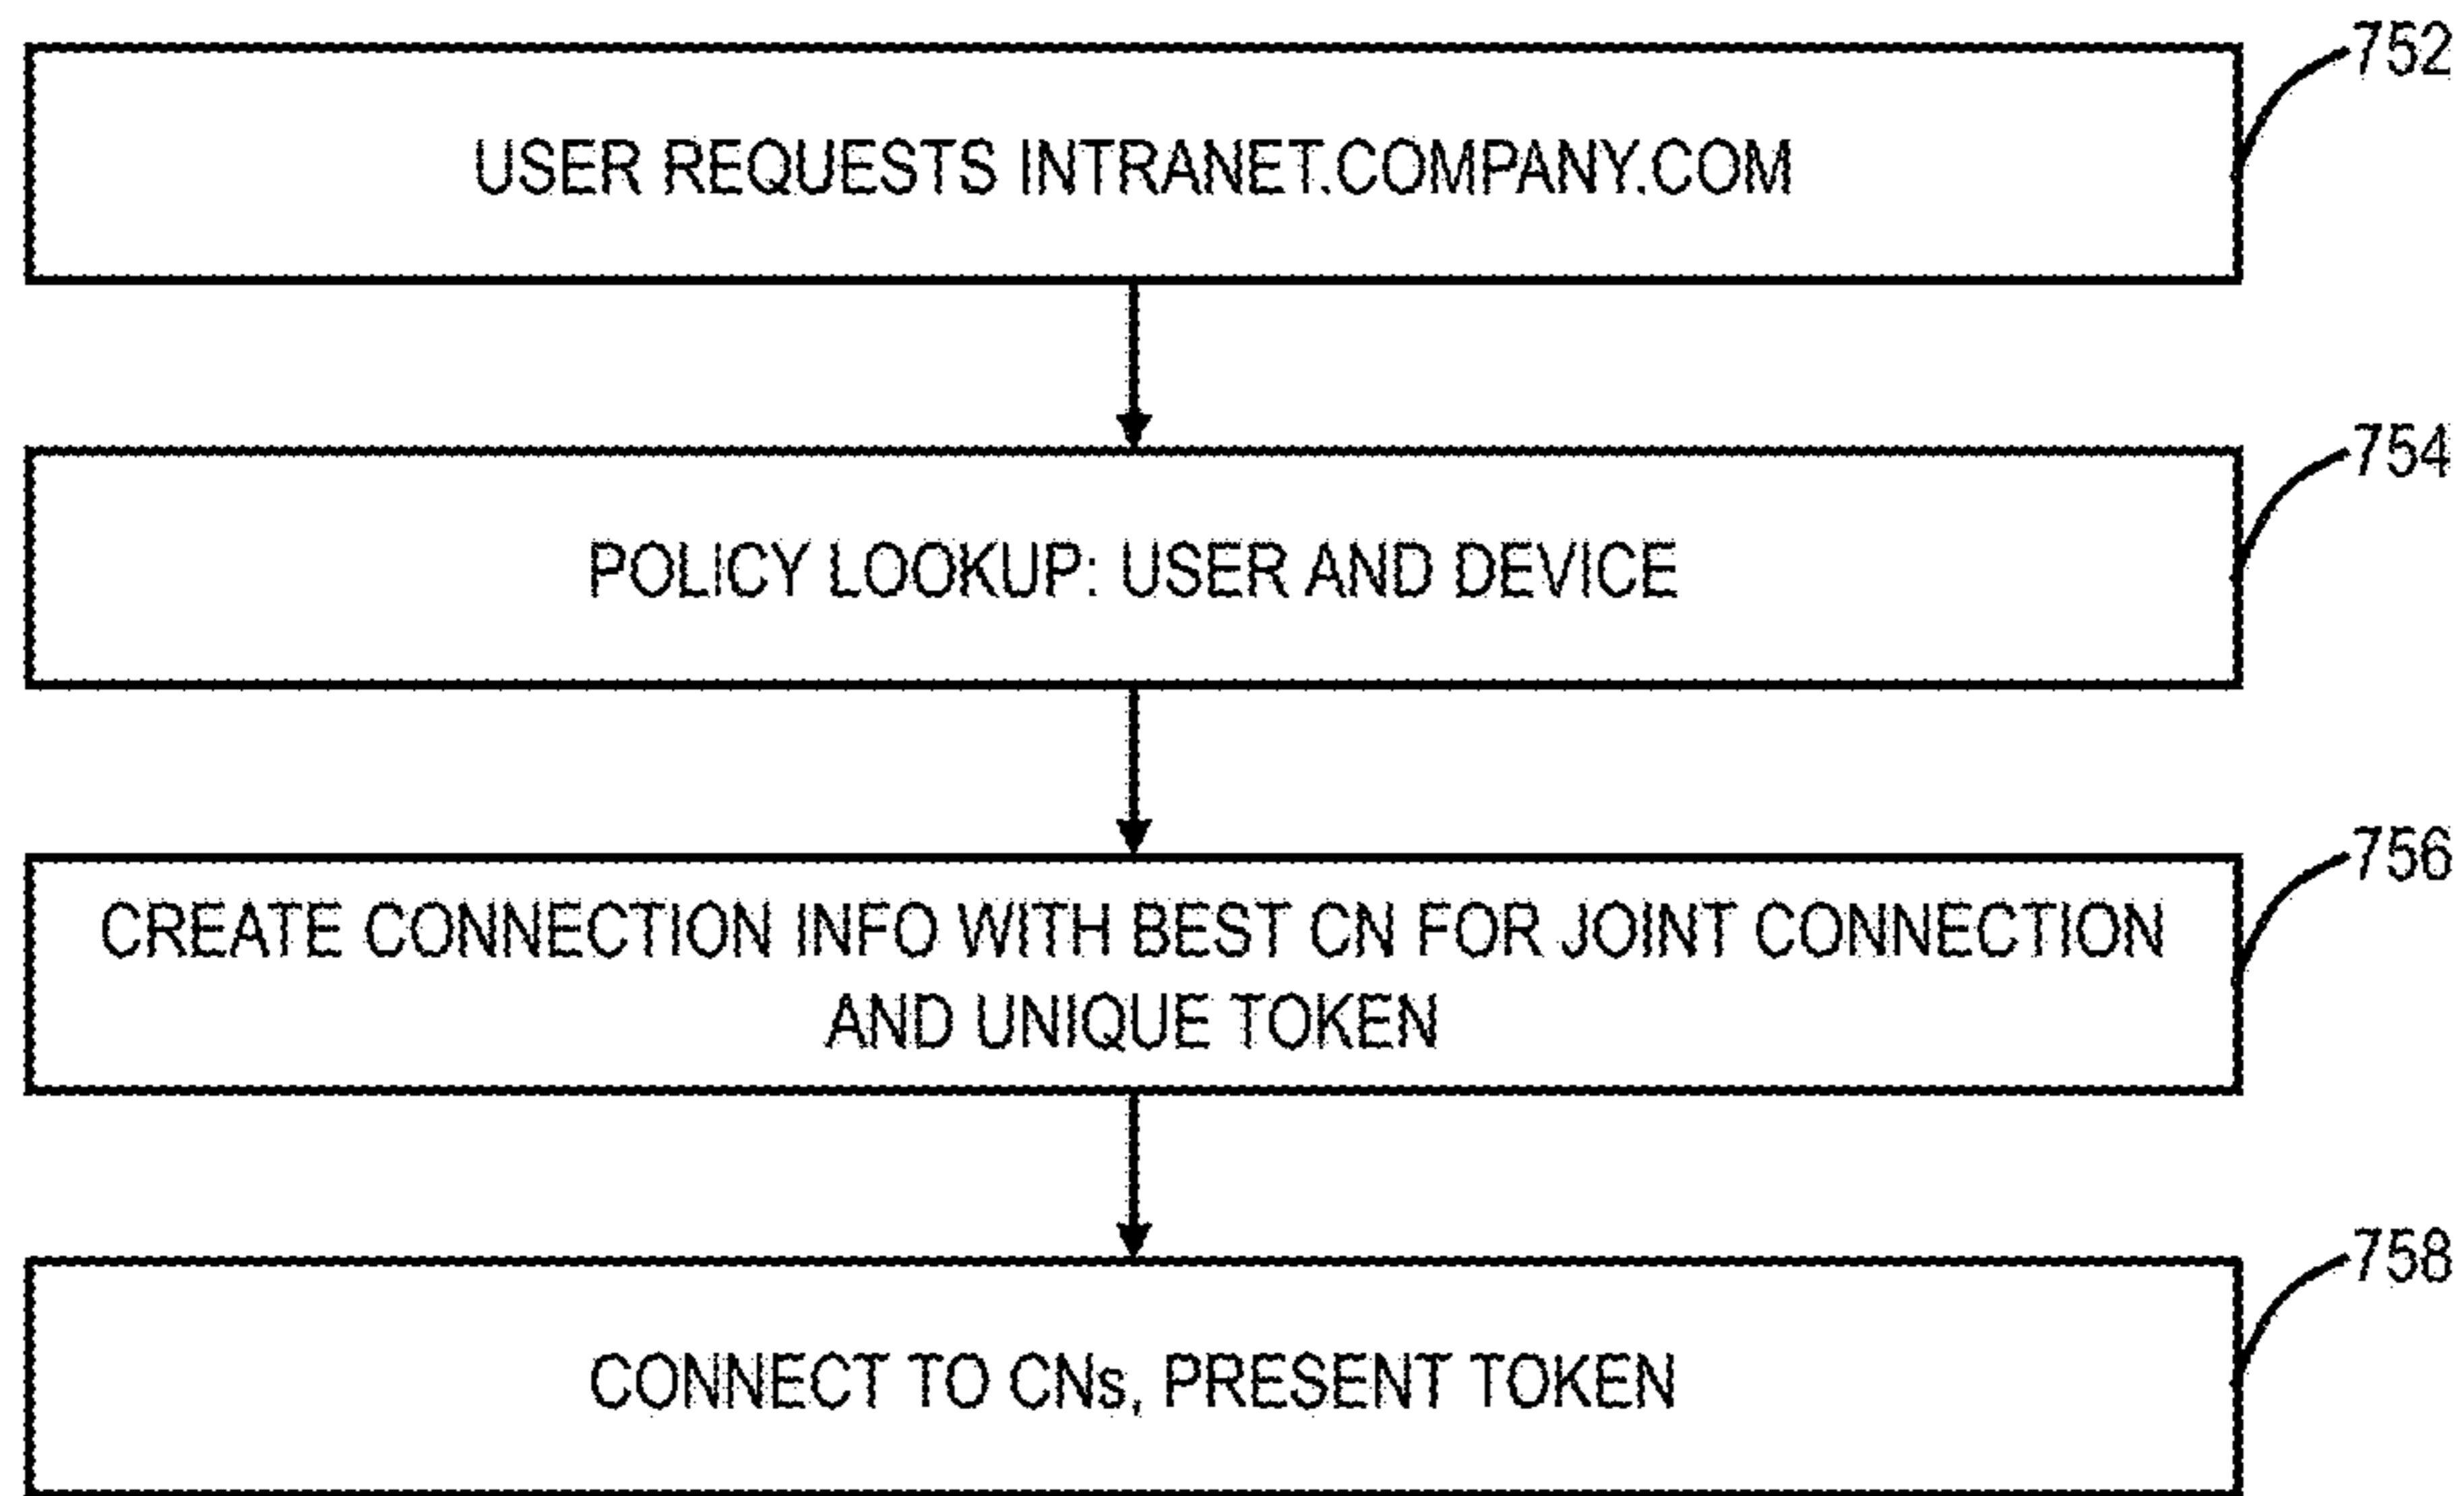 752
USER REQUESTS INTRANET.COMPANY.COM
754
POLICY LOOKUP: USER AND DEVICE
756
CREATE CONNECTION INFO WITH BEST CN FOR JOINT CONNECTION
AND UNIQUE TOKEN
758
CONNECT TO CNs, PRESENT TOKEN